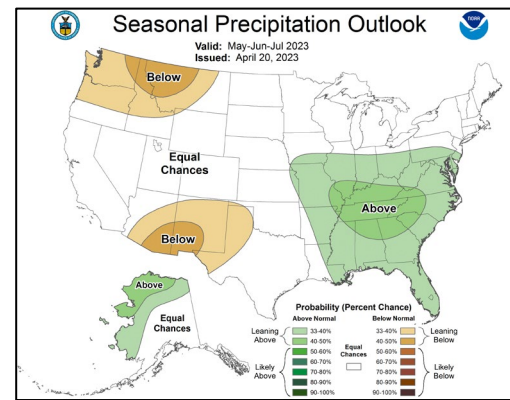 Seasonal Precipitation Outlook
Valid: May-Jun-Jul 2023
Issued: April 20, 2023
noaa
Below
Equal
Chances
Above
Below
Above
Equal
Chances
Probability (Percent Chance)
Above Normal
Below Normal
Leaning
Above
33-40%
40-50%
Likely
Above
50-60%
60-70%
70-80%
80-90%
90-100%
Equal
Chances
33-40%
40-50%
Leaning
Below
50-60%
60-70%
70-80%
80-90%
90-100%
Likely
Below